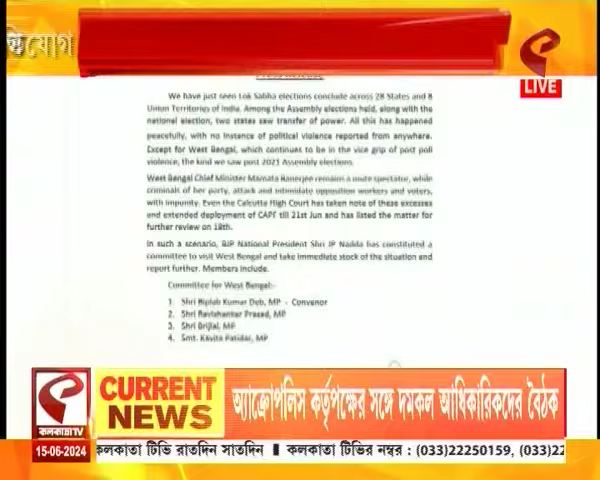 ভিযোগ
LIVE
Press Release
We have just seen Lok Sabha elections conclude across 28 States and 8
Union Territories of India. Among the Assembly elections held, along with the
national election, two states saw transfer of power. All this has happened
peacefully, with no instance of political violence reported from anywhere.
Except for West Bengal, which continues to be in the vice grip of post poll
violence, the kind we saw post 2021 Assembly elections.
West Bengal Chief Minister Mamata Banerjee remains a mute spectator, while
criminals of her party, attack and intimidate opposition workers and voters,
with impunity. Even the Calcutta High Court has taken note of these excesses
and extended deployment of CAPF till 21st Jun and has listed the matter for
further review on 18th.
In such a scenario, BJP National President Shri JP Nadda has constituted a
committee to visit West Bengal and take immediate stock of the situation and
report further. Members include.
Committee for West Bengal:-
1. Shri Biplab Kumar Deb, MP - Convenor
2. Shri Ravishankar Prasad, MP
3. Shri Brijlal, MP
4. Smt. Kavita Patidar, MP
কলকাতা TV
CURRENT
NEWS
অ্যাক্রোপলিস কর্তৃপক্ষের সঙ্গে দমকল আধিকারিকদের বৈঠক
15-06-2024
কলকাতা টিভি রাতদিন সাতদিন ▮ কলকাতা টিভির নম্বর : (033)22250159, (033)22